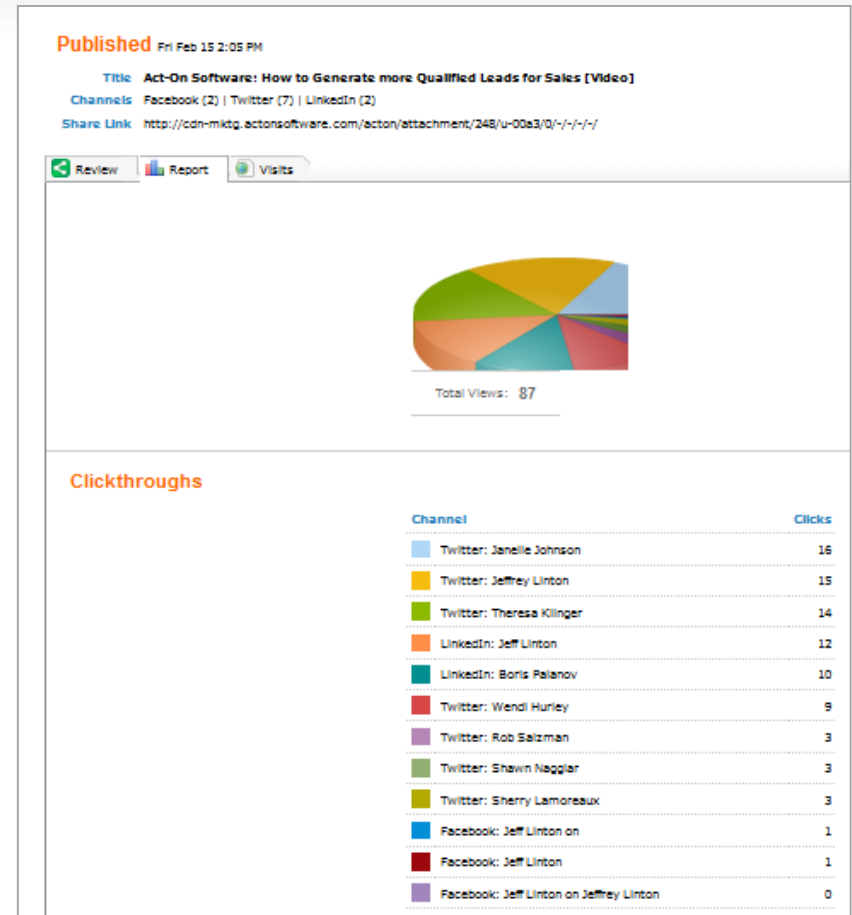 Published Fri Feb 15 2:05 PM
Title Act-On Software: How to Generate more Qualified Leads for Sales [Video]
Channels Facebook (2) | Twitter (7) | LinkedIn (2)
Share Link http://cdn-mktg.actonsoftware.com/acton/attachment/248/u-00a3/0/-/-/-/-/
Review Report Visits
Total Views: 87
Clickthroughs
Channel Clicks
Twitter: Janelle Johnson 16
Twitter: Jeffrey Linton 15
Twitter: Theresa Klinger 14
LinkedIn: Jeff Linton 12
LinkedIn: Boris Palanov 10
Twitter: Wendi Hurley 9
Twitter: Rob Salzman 3
Twitter: Shawn Naggiar 3
Twitter: Sherry Lamoreaux 3
Facebook: Jeff Linton on 1
Facebook: Jeff Linton 1
Facebook: Jeff Linton on Jeffrey Linton 0